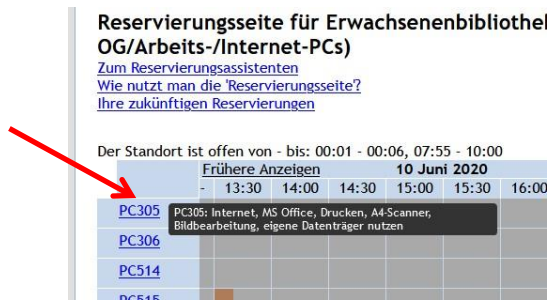 Reservierungsseite für Erwachsenenbibliothek
OG/Arbeits-/Internet-PCs)
Zum Reservierungsassistenten
Wie nutzt man die 'Reservierungsseite'?
Ihre zukünftigen Reservierungen
Der Standort ist offen von - bis: 00:01 - 00:06, 07:55 - 10:00
Frühere Anzeigen 10 Juni 2020
- 13:30 14:00 14:30 15:00 15:30 16:00
PC305
PC305: Internet, MS Office, Drucken, A4-Scanner,
Bildbearbeitung, eigene Datenträger nutzen
PC306
PC514
PC515